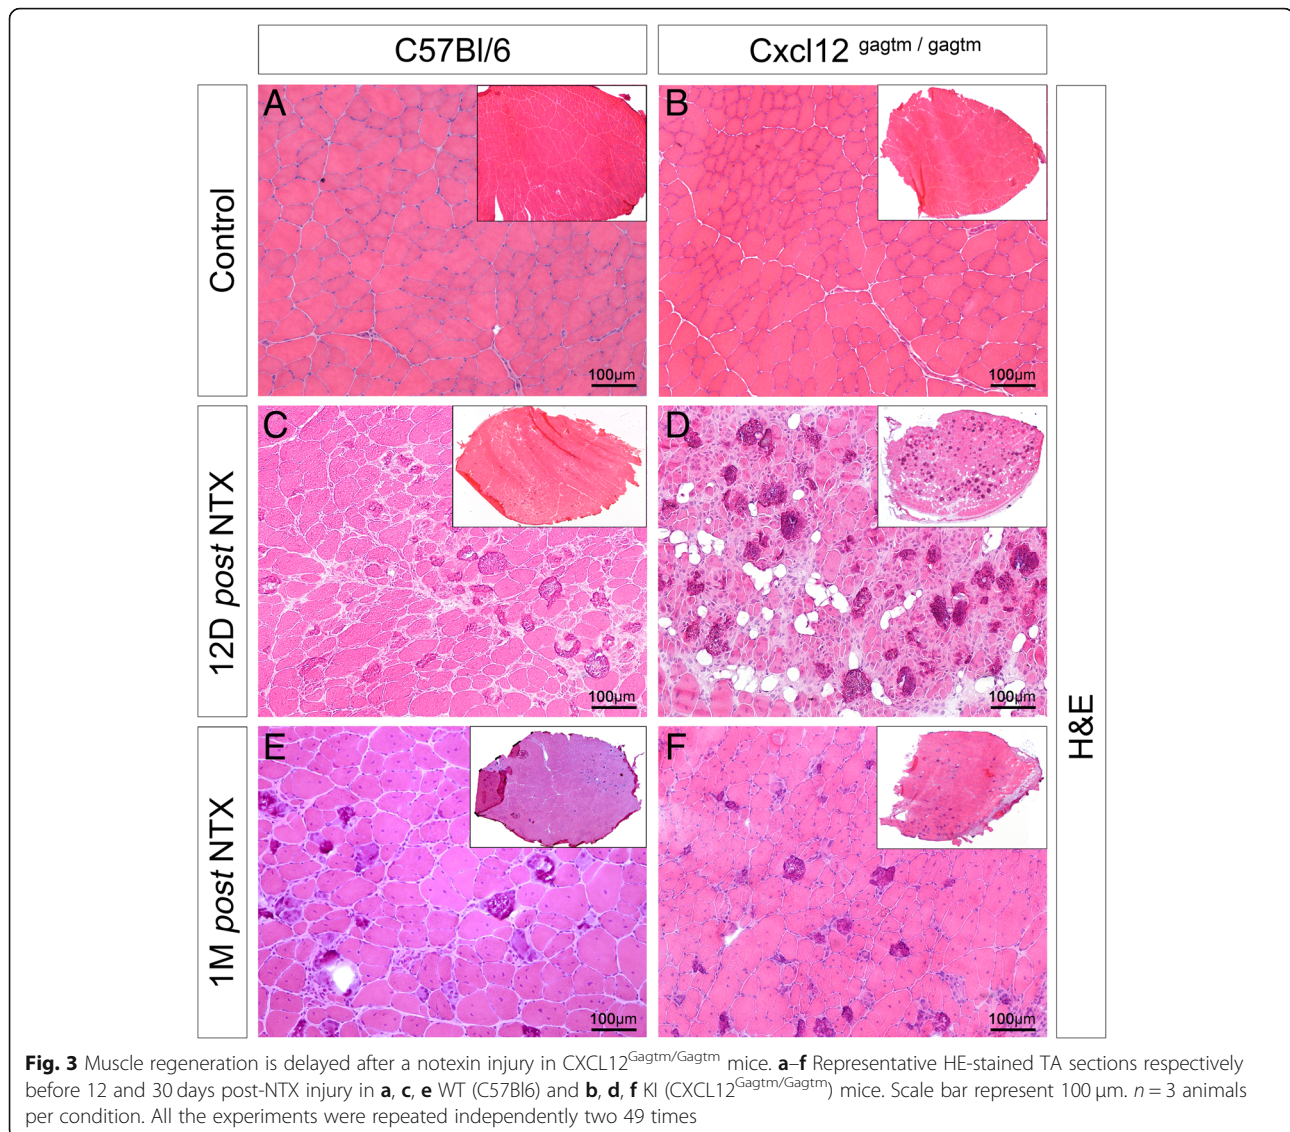 C57Bl/6
Cxcl12 gagtm / gagtm
Control
A
100µm
B
100µm
12D post NTX
C
100µm
D
100µm
H&E
1M post NTX
E
100µm
F
100µm
Fig. 3 Muscle regeneration is delayed after a notexin injury in CXCL12Gagtm/Gagtm mice. a–f Representative HE-stained TA sections respectively
before 12 and 30 days post-NTX injury in a, c, e WT (C57Bl6) and b, d, f KI (CXCL12Gagtm/Gagtm) mice. Scale bar represent 100 µm. n = 3 animals
per condition. All the experiments were repeated independently two 49 times